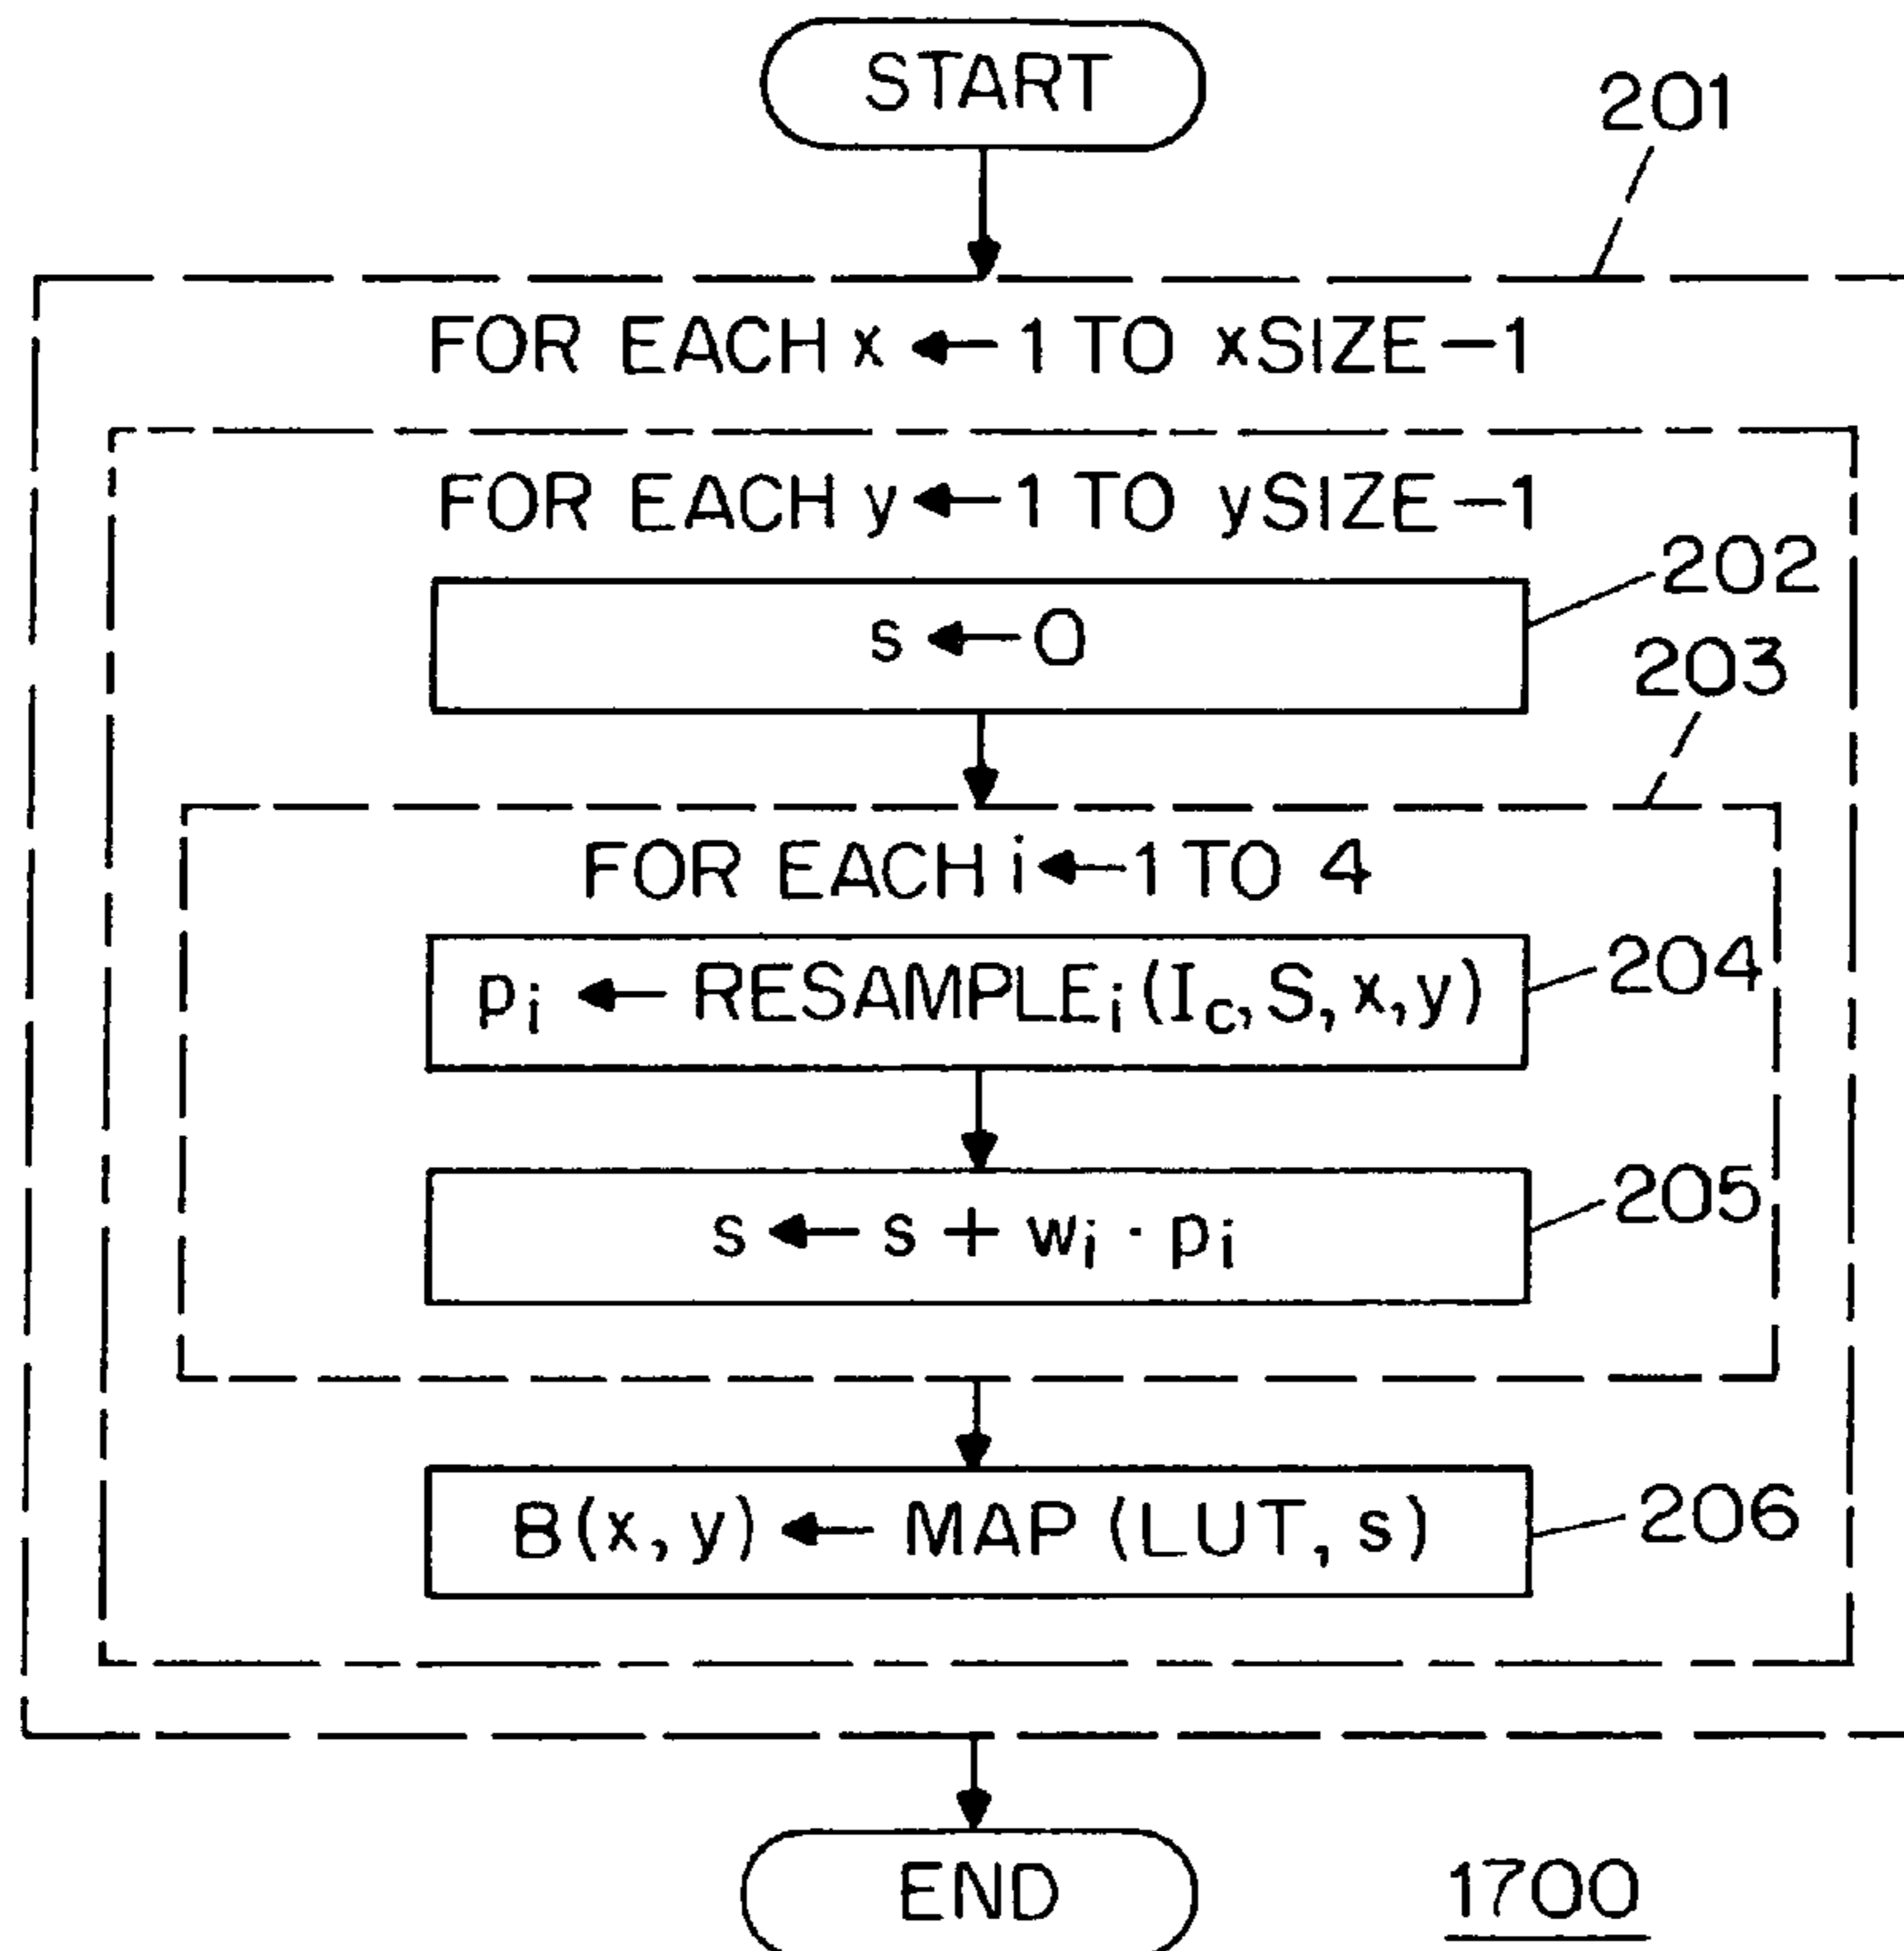 START
201
FOR EACH x ← 1 TO xSIZE-1
FOR EACH y ← 1 TO ySIZE-1
202
s ← 0
203
FOR EACH i ← 1 TO 4
204
pᵢ ← RESAMPLEᵢ(I_c, S, x, y)
205
s ← s + wᵢ · pᵢ
206
B(x, y) ← MAP (LUT, s)
END
1700